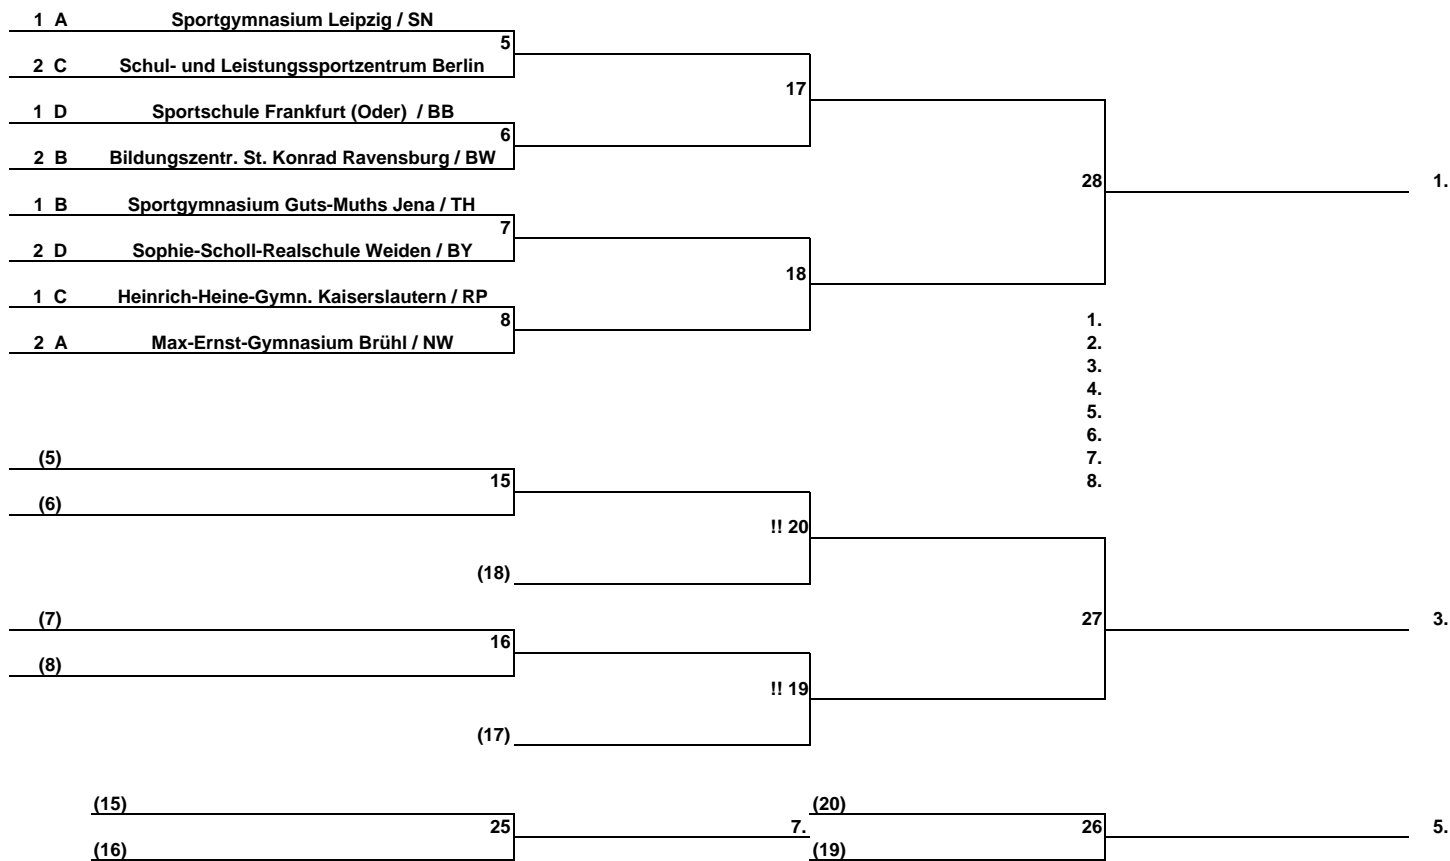 1 A Sportgymnasium Leipzig / SN
5
2 C Schul- und Leistungssportzentrum Berlin
17
1 D Sportschule Frankfurt (Oder) / BB
6
2 B Bildungszentr. St. Konrad Ravensburg / BW
28 1.
1 B Sportgymnasium Guts-Muths Jena / TH
7
2 D Sophie-Scholl-Realschule Weiden / BY
18
1 C Heinrich-Heine-Gymn. Kaiserslautern / RP
8 1.
2 A Max-Ernst-Gymnasium Brühl / NW 2.
3.
4.
5.
6.
(5) 7.
15 8.
(6)
!! 20
(18)
(7) 27 3.
16
(8)
!! 19
(17)
(15) (20)
25 7. 26 5.
(16) (19)